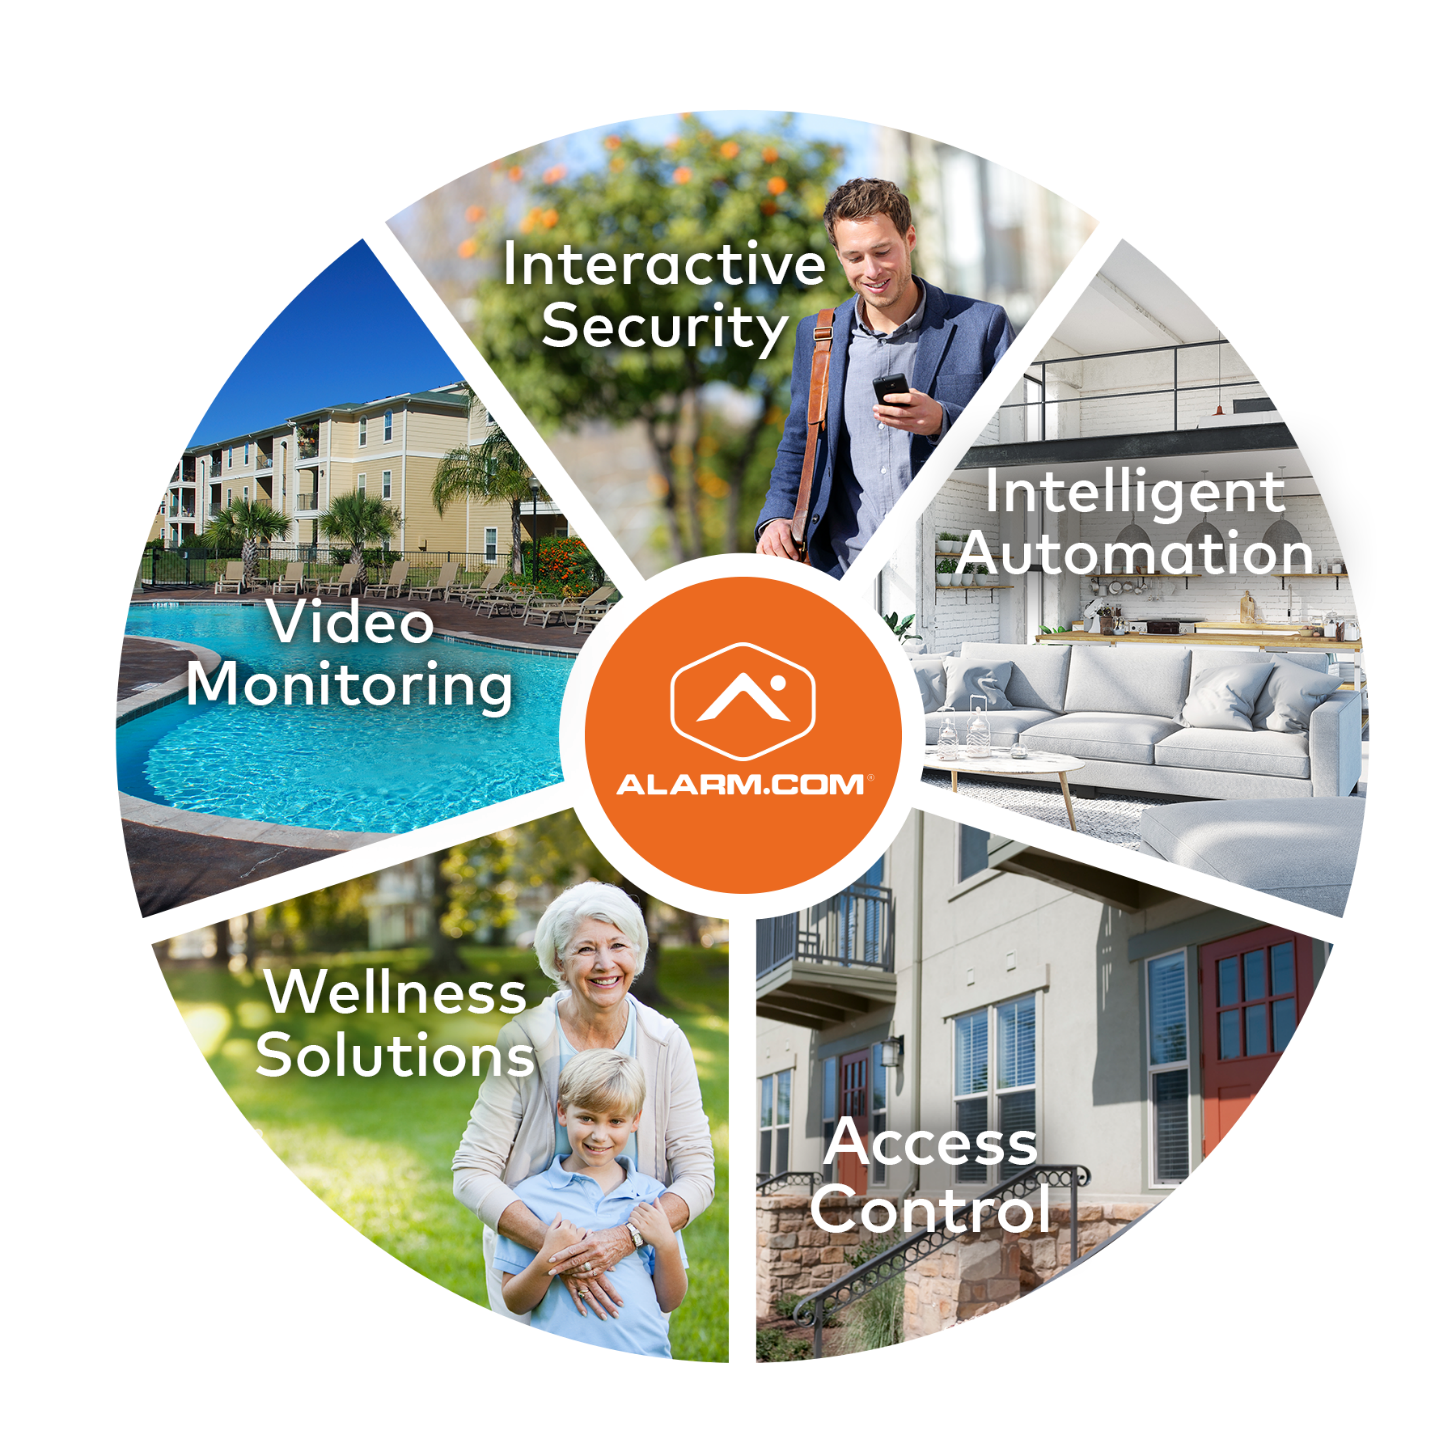 Interactive
Security
Intelligent
Automation
Video
Monitoring
ALARM.COM®
Wellness
Solutions
Access
Control